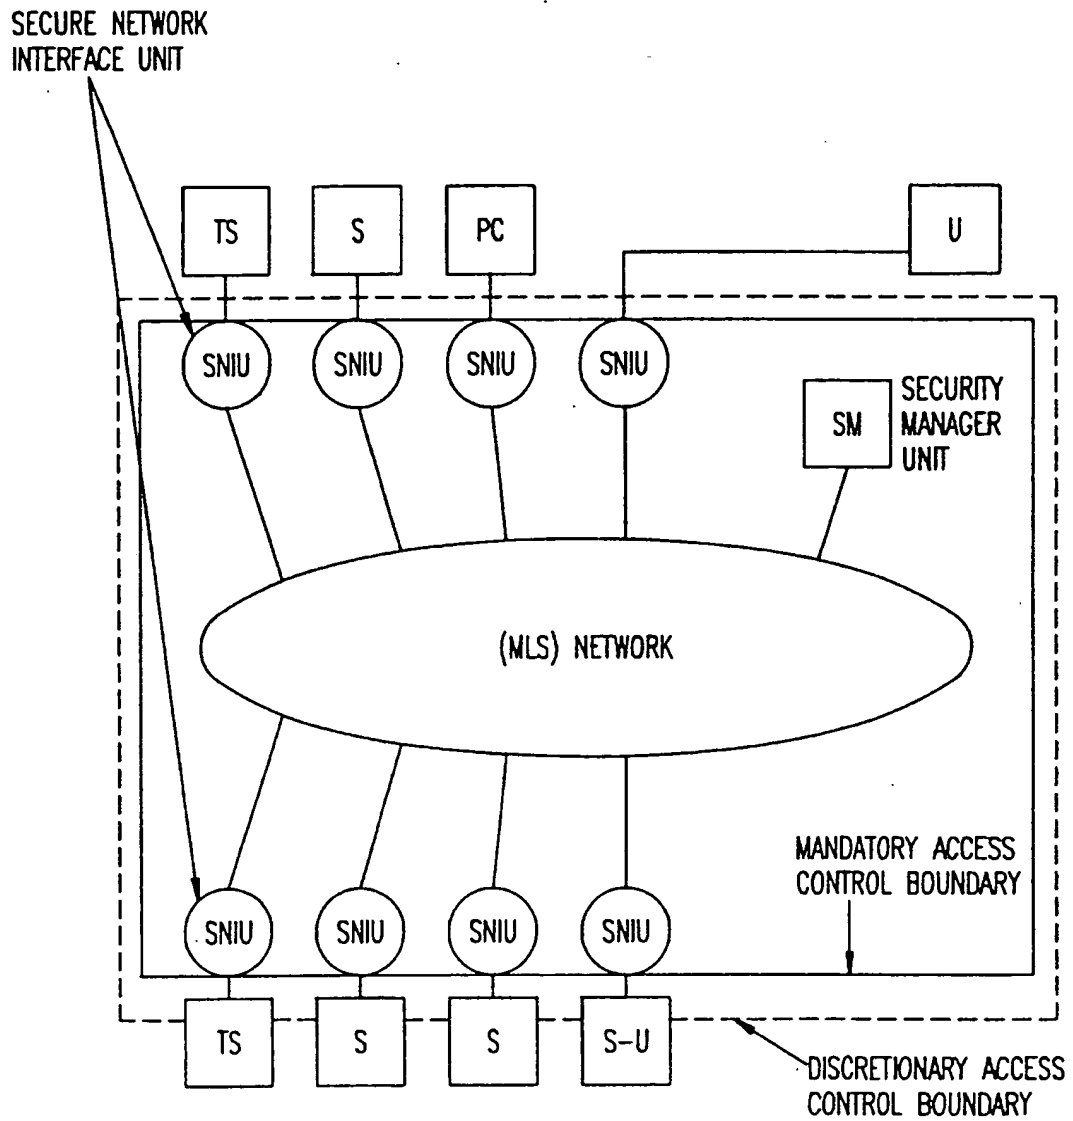 SECURE NETWORK
INTERFACE UNIT
TS
S
PC
U
SNIU
SNIU
SNIU
SNIU
SM
SECURITY
MANAGER
UNIT
(MLS) NETWORK
MANDATORY ACCESS
CONTROL BOUNDARY
SNIU
SNIU
SNIU
SNIU
TS
S
S
S-U
DISCRETIONARY ACCESS
CONTROL BOUNDARY